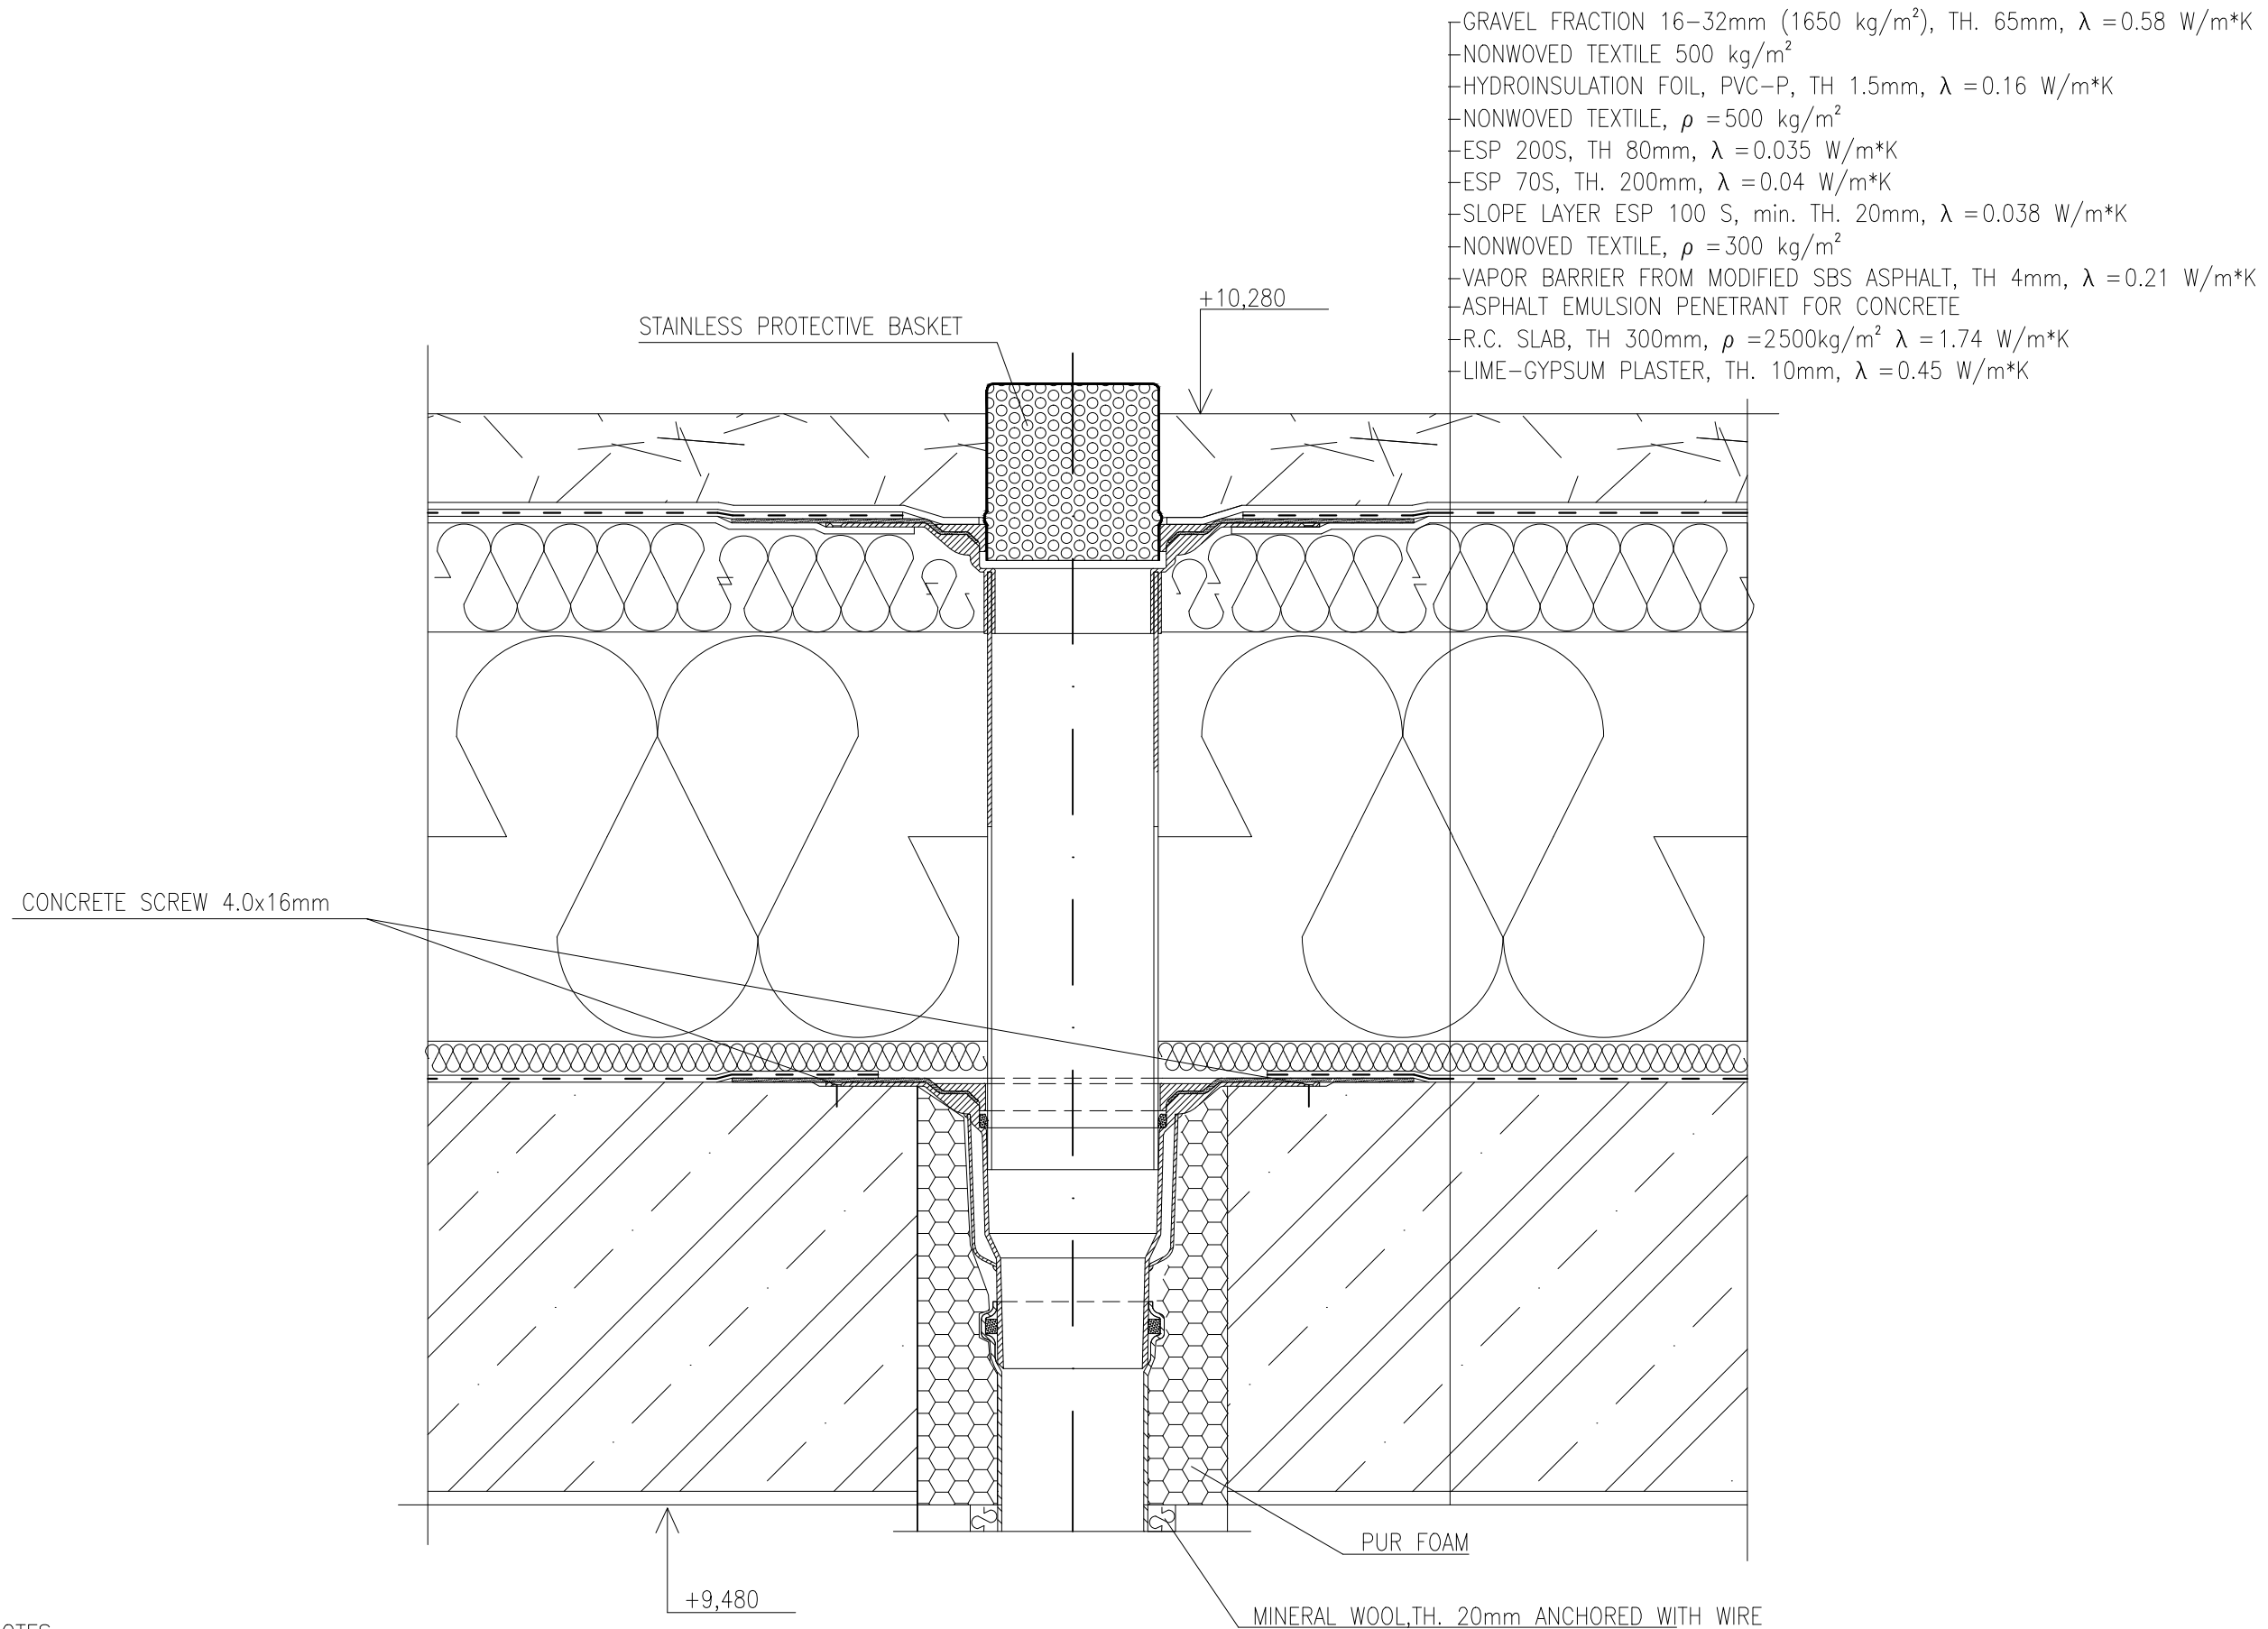 GRAVEL FRACTION 16-32mm (1650 kg/m²), TH. 65mm, λ =0.58 W/m*K
NONWOVED TEXTILE 500 kg/m²
HYDROINSULATION FOIL, PVC-P, TH 1.5mm, λ =0.16 W/m*K
NONWOVED TEXTILE, ρ =500 kg/m²
ESP 200S, TH 80mm, λ =0.035 W/m*K
ESP 70S, TH. 200mm, λ =0.04 W/m*K
SLOPE LAYER ESP 100 S, min. TH. 20mm, λ =0.038 W/m*K
NONWOVED TEXTILE, ρ =300 kg/m²
VAPOR BARRIER FROM MODIFIED SBS ASPHALT, TH 4mm, λ =0.21 W/m*K
ASPHALT EMULSION PENETRANT FOR CONCRETE
R.C. SLAB, TH 300mm, ρ =2500kg/m² λ =1.74 W/m*K
LIME-GYPSUM PLASTER, TH. 10mm, λ =0.45 W/m*K
+10,280
STAINLESS PROTECTIVE BASKET
CONCRETE SCREW 4.0x16mm
PUR FOAM
+9,480
MINERAL WOOL,TH. 20mm ANCHORED WITH WIRE